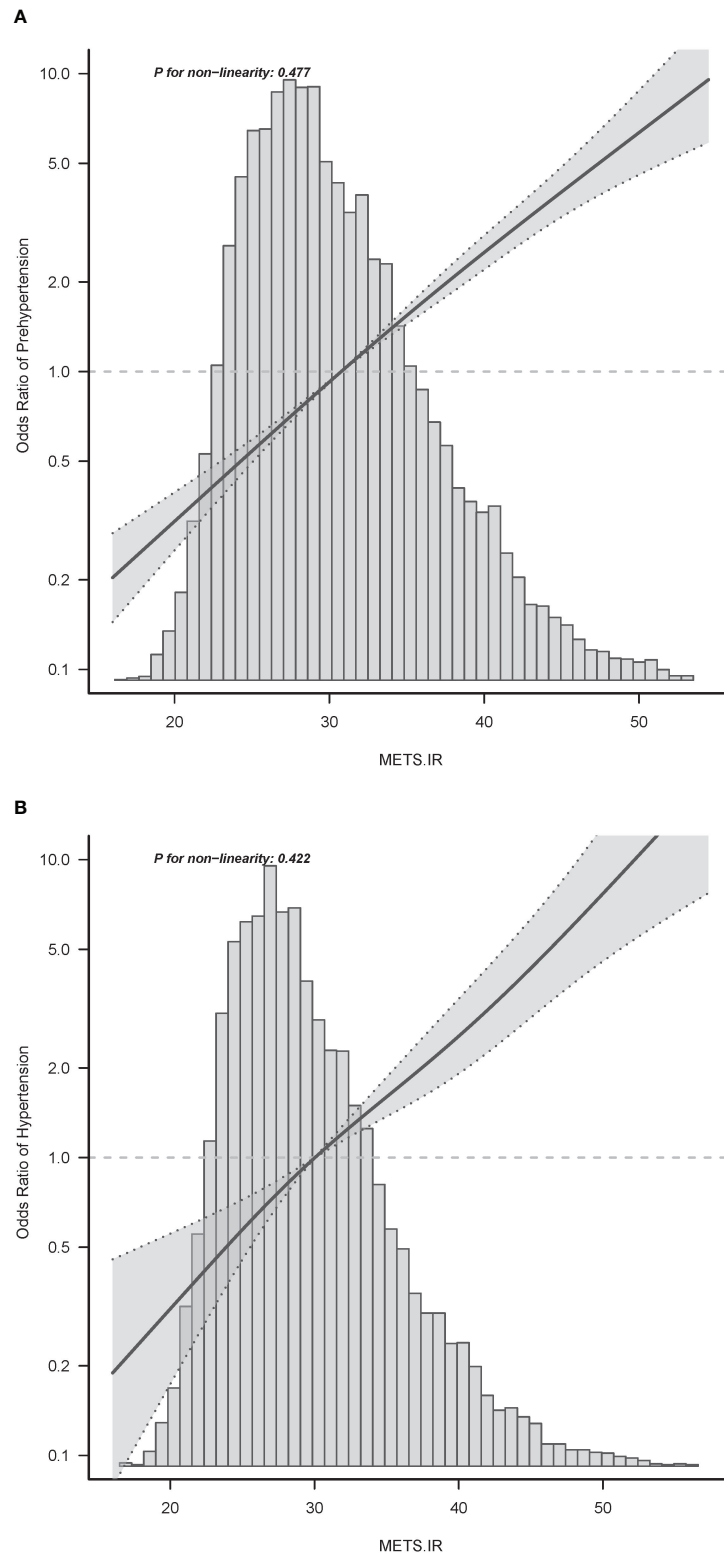 A
P for non−linearity: 0.477
10.0
5.0
2.0
1.0
0.5
0.2
0.1
Odds Ratio of Prehypertension
20 30 40 50
METS.IR
B
P for non−linearity: 0.422
10.0
5.0
2.0
1.0
0.5
0.2
0.1
Odds Ratio of Hypertension
20 30 40 50
METS.IR